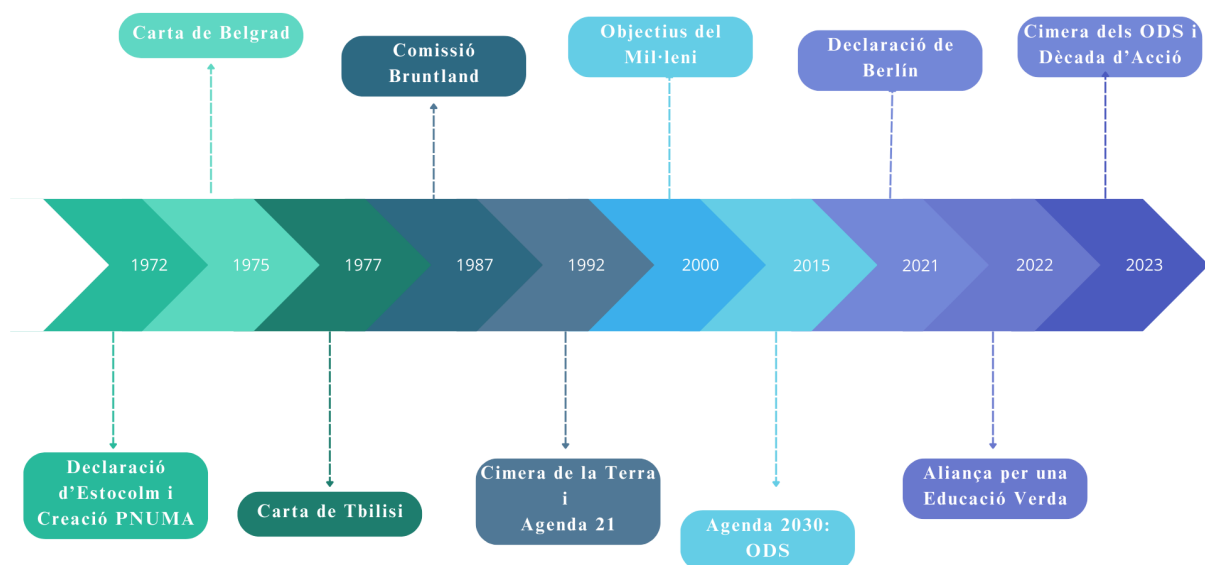 Carta de Belgrad
Comissió
Bruntland
Objectius del
Mil·leni
Declaració de
Berlín
Cimera dels ODS i
Dècada d’Acció
1972
1975
1977
1987
1992
2000
2015
2021
2022
2023
Declaració
d’Estocolm i
Creació PNUMA
Carta de Tbilisi
Cimera de la Terra
i
Agenda 21
Agenda 2030:
ODS
Aliança per una
Educació Verda